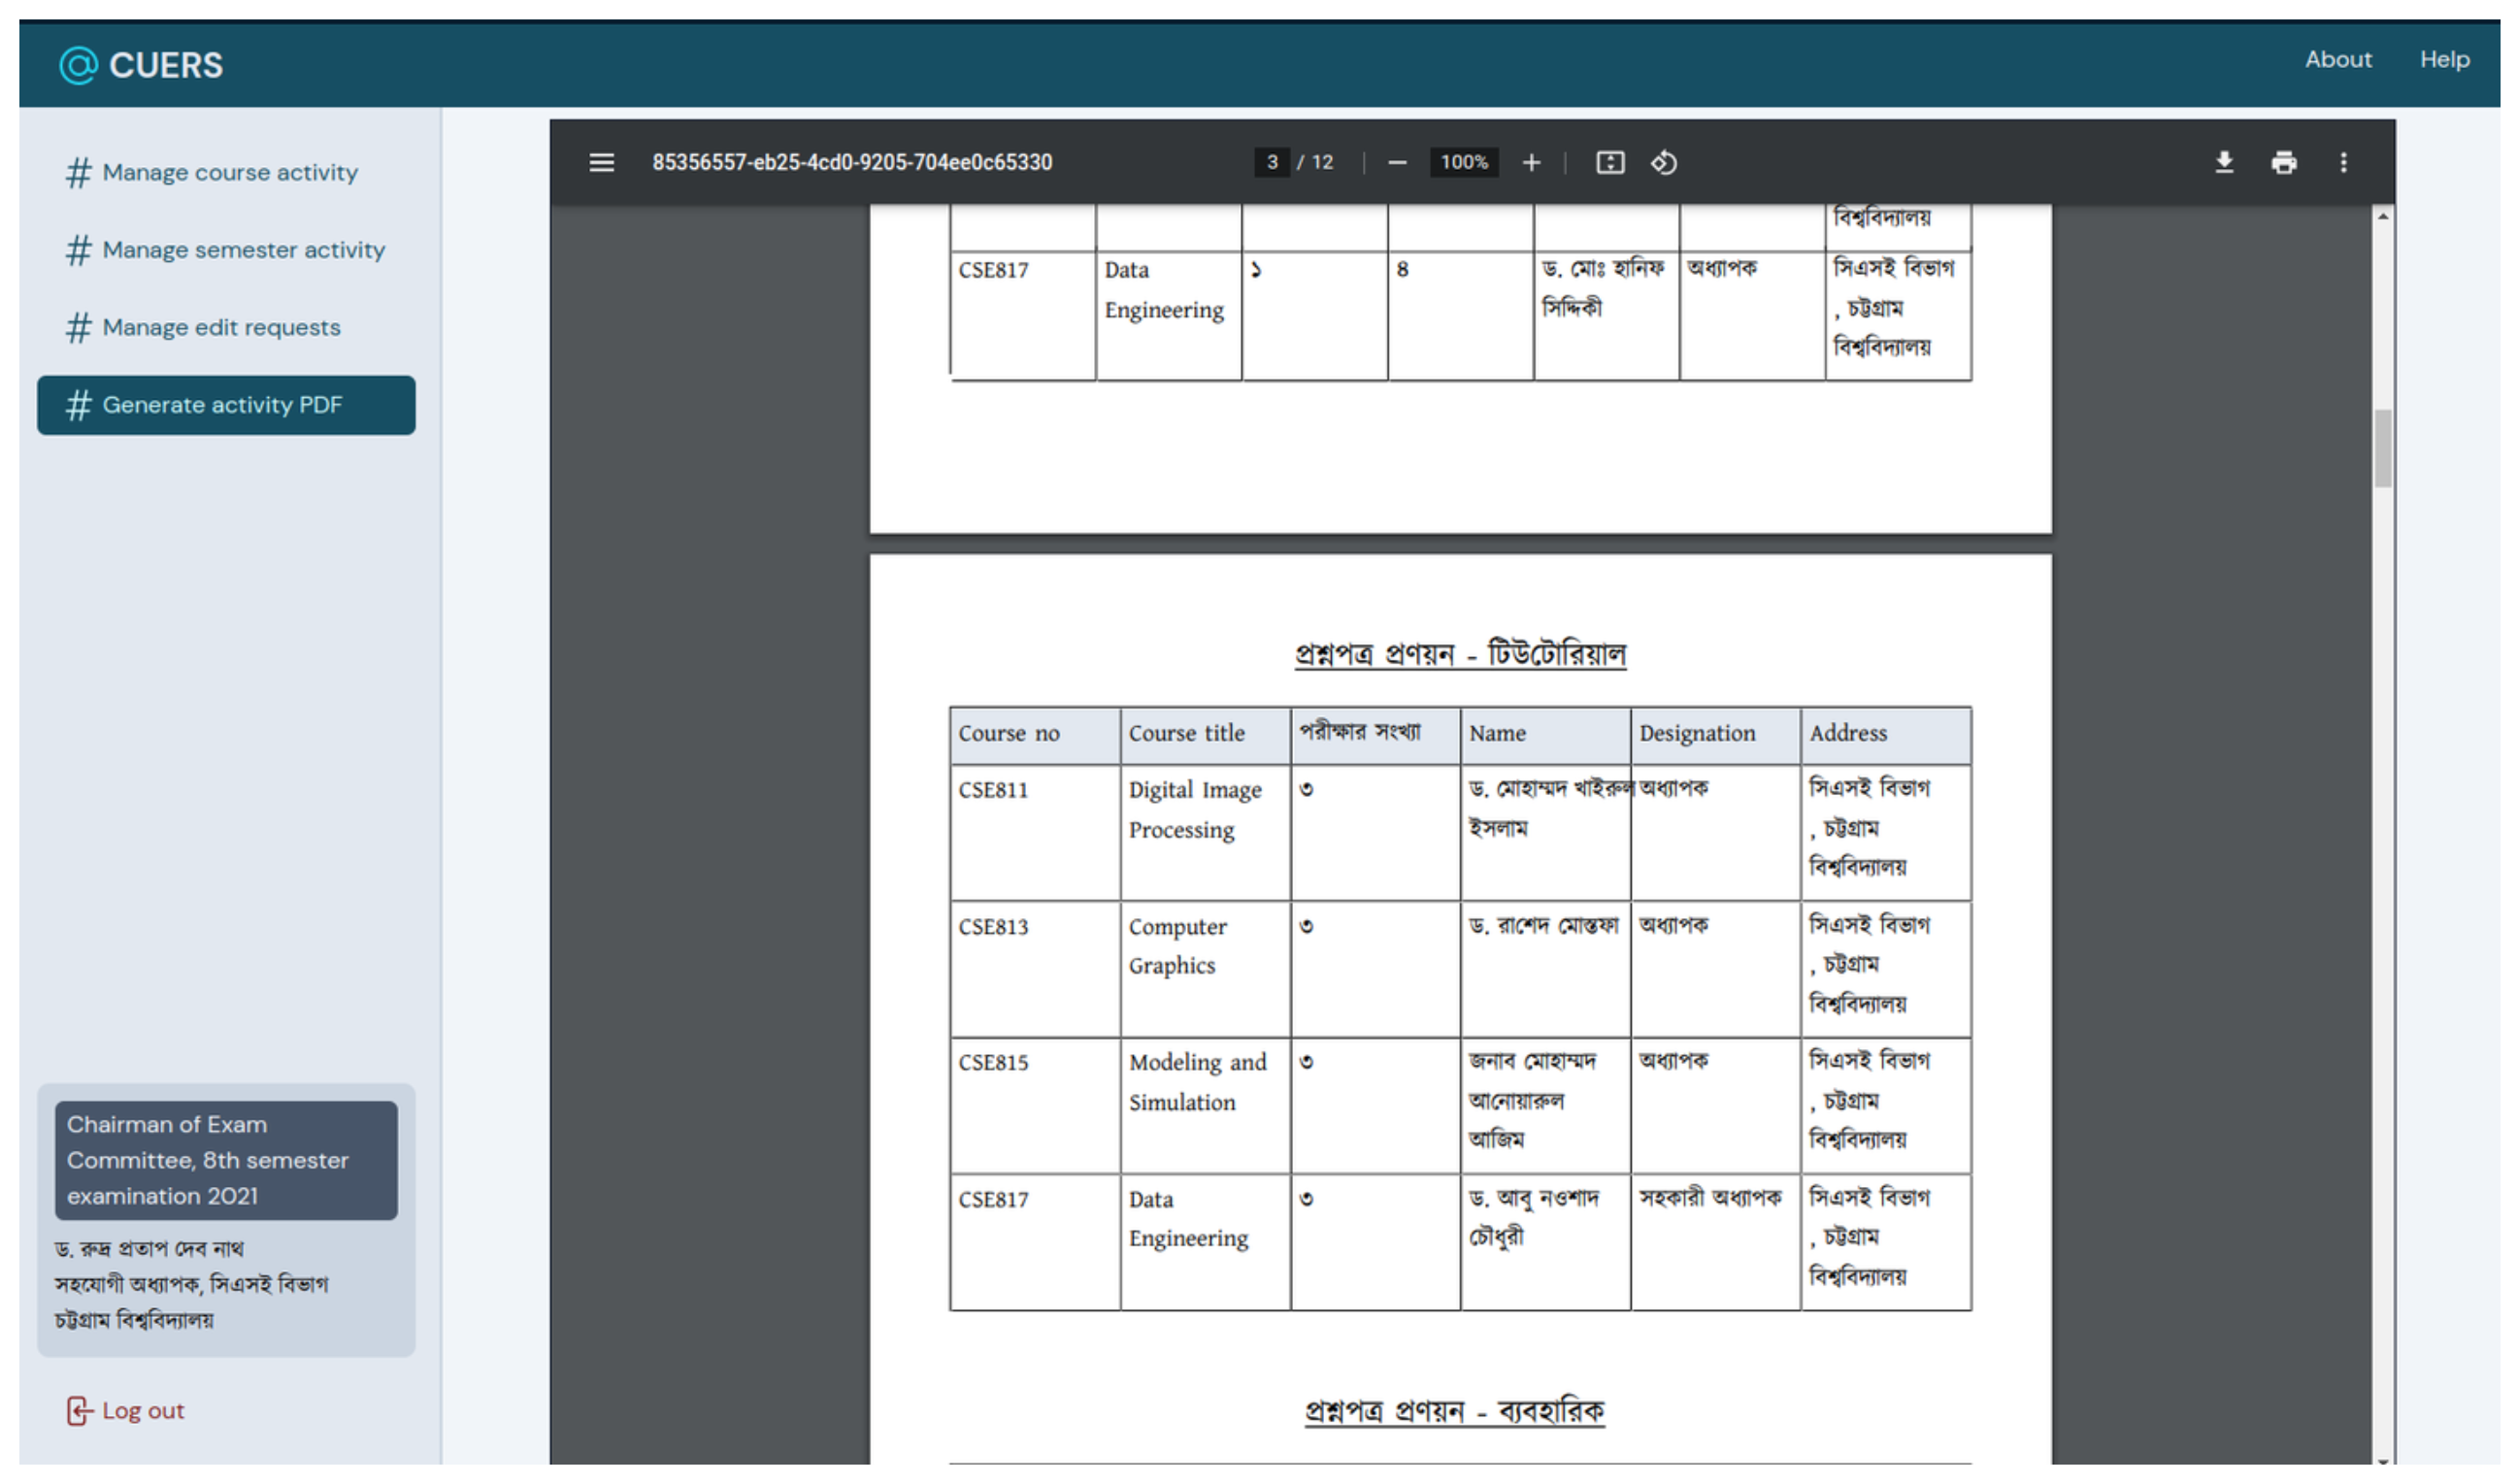 CUERS
About Help
# Manage course activity
# Manage semester activity
# Manage edit requests
# Generate activity PDF
Chairman of Exam
Committee, 8th semester
examination 2021
ড. রুদ্র প্রতাপ দেব নাথ
সহযোগী অধ্যাপক, সিএসই বিভাগ
চট্টগ্রাম বিশ্ববিদ্যালয়
Log out
85356557-eb25-4cd0-9205-704ee0c65330 3 / 12 100%
বিশ্ববিদ্যালয়
CSE817 Data ১ ৪ ড. মোঃ হানিফ অধ্যাপক সিএসই বিভাগ
Engineering সিদ্দিকী , চট্টগ্রাম
বিশ্ববিদ্যালয়
প্রশ্নপত্র প্রণয়ন - টিউটোরিয়াল
Course no Course title পরীক্ষার সংখ্যা Name Designation Address
CSE811 Digital Image ৩ ড. মোহাম্মদ খাইরুল অধ্যাপক সিএসই বিভাগ
Processing ইসলাম , চট্টগ্রাম
বিশ্ববিদ্যালয়
CSE813 Computer ৩ ড. রাশেদ মোস্তফা অধ্যাপক সিএসই বিভাগ
Graphics , চট্টগ্রাম
বিশ্ববিদ্যালয়
CSE815 Modeling and ৩ জনাব মোহাম্মদ অধ্যাপক সিএসই বিভাগ
Simulation আনোয়ারুল , চট্টগ্রাম
আজিম বিশ্ববিদ্যালয়
CSE817 Data ৩ ড. আবু নওশাদ সহকারী অধ্যাপক সিএসই বিভাগ
Engineering চৌধুরী , চট্টগ্রাম
বিশ্ববিদ্যালয়
প্রশ্নপত্র প্রণয়ন - ব্যবহারিক